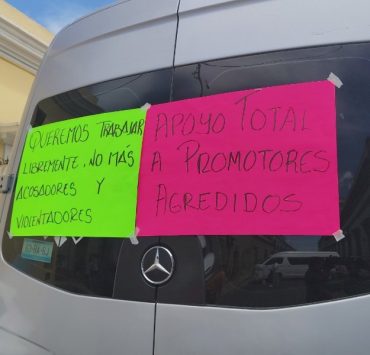 QUEREMOS TRABAJAR
LIBREMENTE. NO MÁS
ACOSADORES Y
VIOLENTADORES
APOYO TOTAL
A PROMOTORES
AGREDIDOS